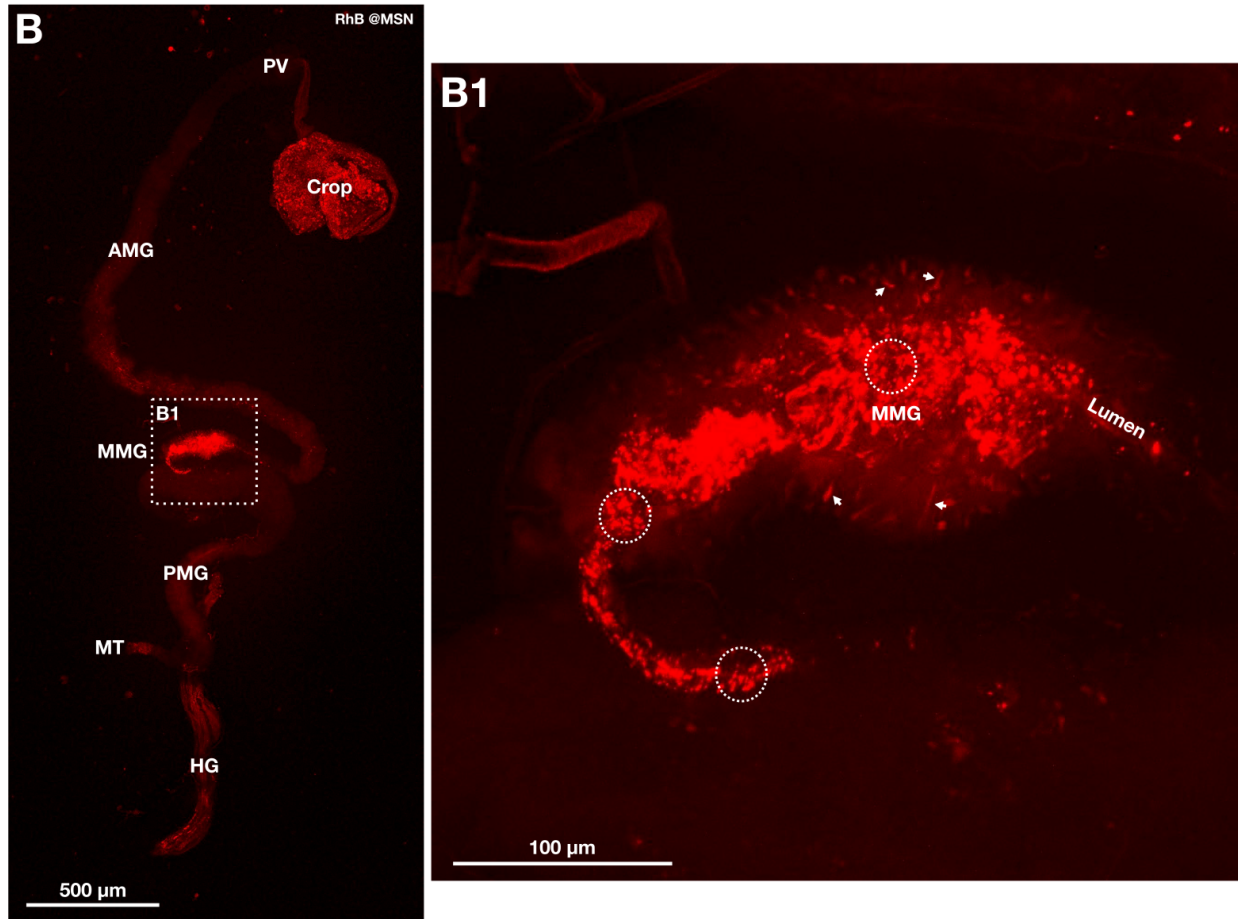 B
RhB @MSN
PV
Crop
AMG
B1
MMG
PMG
MT
HG
500 µm
B1
MMG
Lumen
100 µm